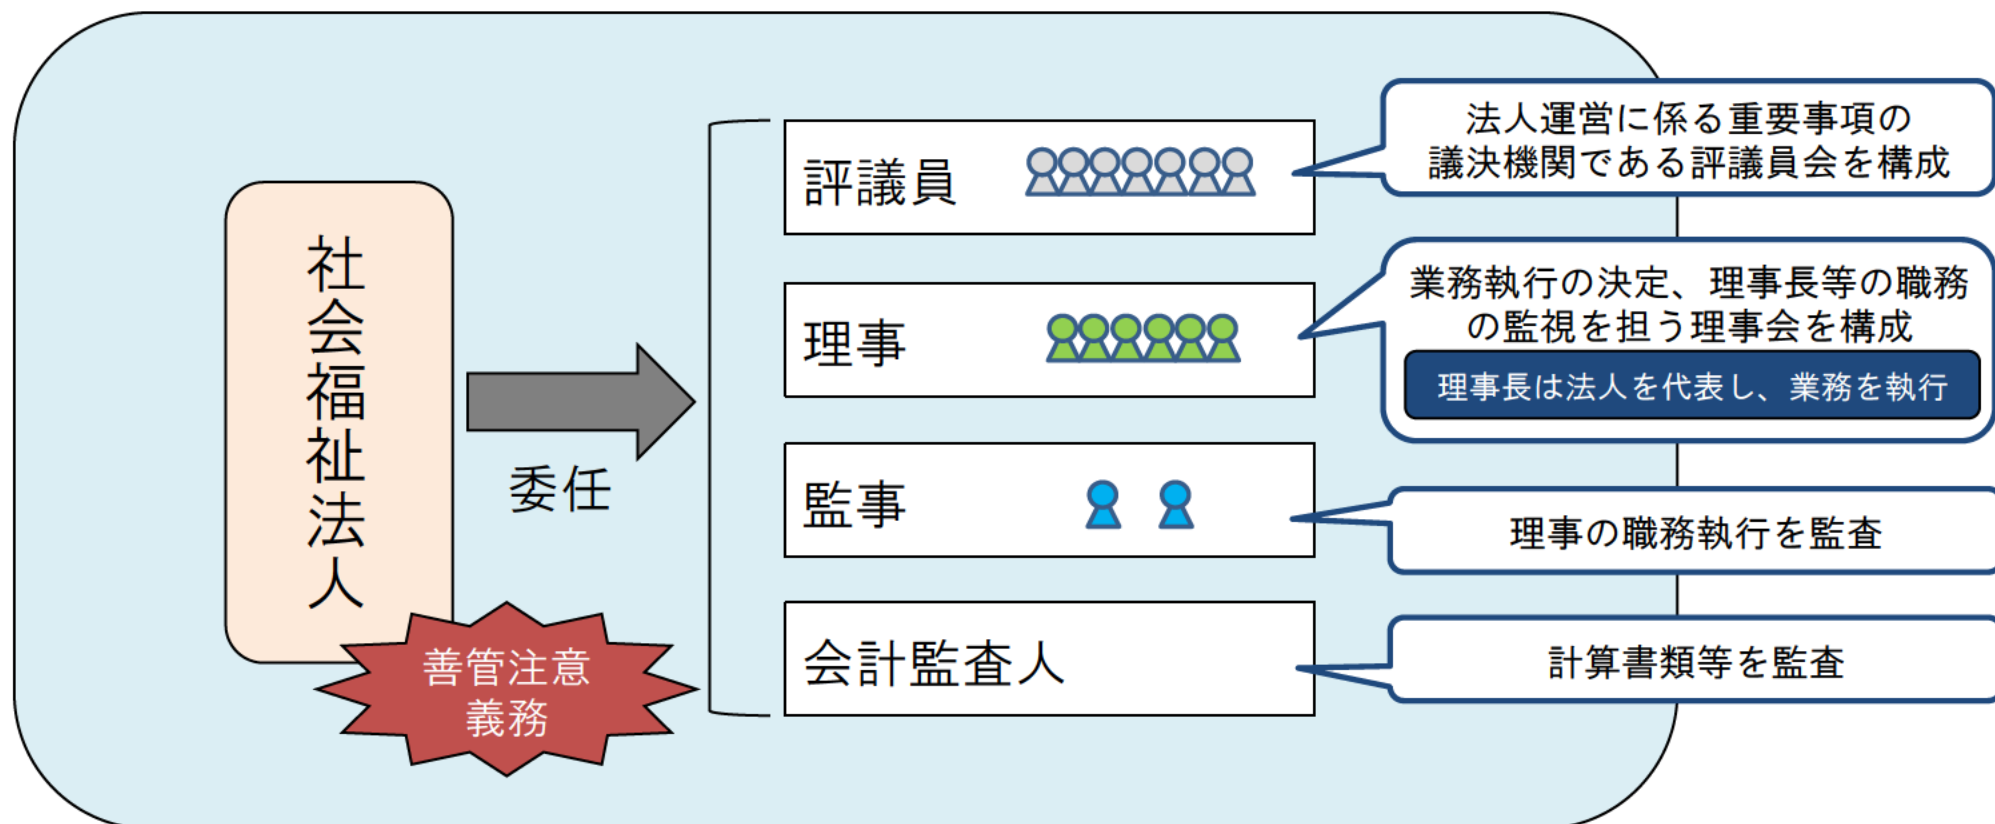 社会福祉法人
委任
善管注意
義務
評議員
法人運営に係る重要事項の
議決機関である評議員会を構成
理事
業務執行の決定、理事長等の職務
の監視を担う理事会を構成
理事長は法人を代表し、業務を執行
監事
理事の職務執行を監査
会計監査人
計算書類等を監査